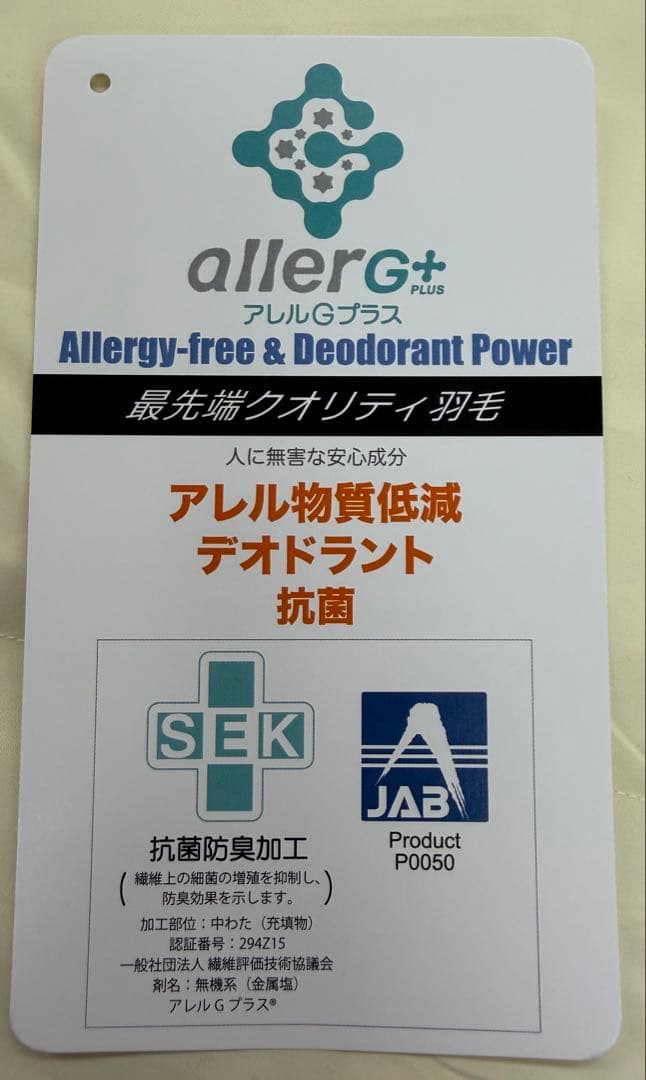 allerG+
PLUS
アレルGプラス
Allergy-free & Deodorant Power
最先端クオリティ羽毛
人に無害な安心成分
アレル物質低減
デオドラント
抗菌
SEK
抗菌防臭加工
(繊維上の細菌の増殖を抑制し、
防臭効果を示します。)
加工部位：中わた（充填物）
認証番号：294Z15
一般社団法人 繊維評価技術協議会
剤名：無機系（金属塩）
アレルGプラス®
JAB
Product
P0050